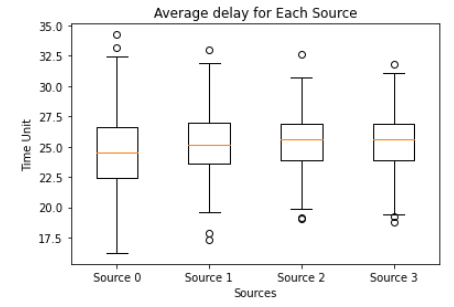 Average delay for Each Source
35.0
32.5
30.0
27.5
25.0
22.5
20.0
17.5
Time Unit
Source 0 Source 1 Source 2 Source 3
Sources